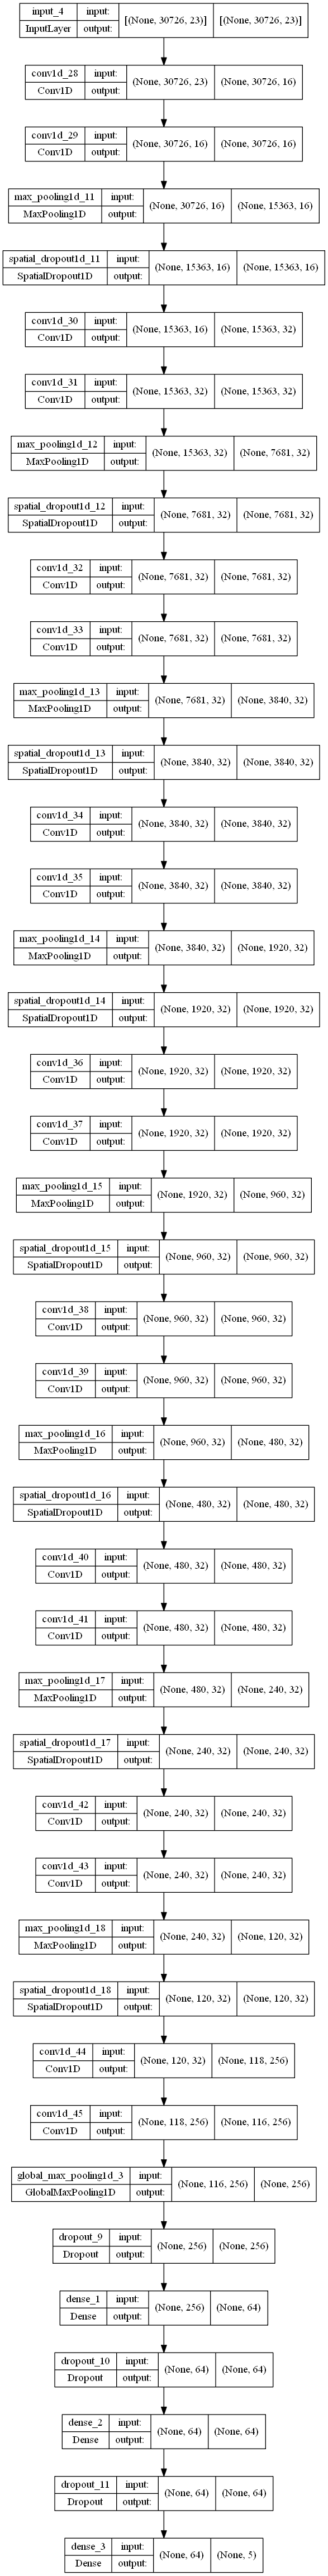 input_4 input: [(None, 30726, 23)] [(None, 30726, 23)]
InputLayer output:
conv1d_28 input: (None, 30726, 23) (None, 30726, 16)
Conv1D output:
conv1d_29 input: (None, 30726, 16) (None, 30726, 16)
Conv1D output:
max_pooling1d_11 input: (None, 30726, 16) (None, 15363, 16)
MaxPooling1D output:
spatial_dropout1d_11 input: (None, 15363, 16) (None, 15363, 16)
SpatialDropout1D output:
conv1d_30 input: (None, 15363, 16) (None, 15363, 32)
Conv1D output:
conv1d_31 input: (None, 15363, 32) (None, 15363, 32)
Conv1D output:
max_pooling1d_12 input: (None, 15363, 32) (None, 7681, 32)
MaxPooling1D output:
spatial_dropout1d_12 input: (None, 7681, 32) (None, 7681, 32)
SpatialDropout1D output:
conv1d_32 input: (None, 7681, 32) (None, 7681, 32)
Conv1D output:
conv1d_33 input: (None, 7681, 32) (None, 7681, 32)
Conv1D output:
max_pooling1d_13 input: (None, 7681, 32) (None, 3840, 32)
MaxPooling1D output:
spatial_dropout1d_13 input: (None, 3840, 32) (None, 3840, 32)
SpatialDropout1D output:
conv1d_34 input: (None, 3840, 32) (None, 3840, 32)
Conv1D output:
conv1d_35 input: (None, 3840, 32) (None, 3840, 32)
Conv1D output:
max_pooling1d_14 input: (None, 3840, 32) (None, 1920, 32)
MaxPooling1D output:
spatial_dropout1d_14 input: (None, 1920, 32) (None, 1920, 32)
SpatialDropout1D output:
conv1d_36 input: (None, 1920, 32) (None, 1920, 32)
Conv1D output:
conv1d_37 input: (None, 1920, 32) (None, 1920, 32)
Conv1D output:
max_pooling1d_15 input: (None, 1920, 32) (None, 960, 32)
MaxPooling1D output:
spatial_dropout1d_15 input: (None, 960, 32) (None, 960, 32)
SpatialDropout1D output:
conv1d_38 input: (None, 960, 32) (None, 960, 32)
Conv1D output:
conv1d_39 input: (None, 960, 32) (None, 960, 32)
Conv1D output:
max_pooling1d_16 input: (None, 960, 32) (None, 480, 32)
MaxPooling1D output:
spatial_dropout1d_16 input: (None, 480, 32) (None, 480, 32)
SpatialDropout1D output:
conv1d_40 input: (None, 480, 32) (None, 480, 32)
Conv1D output:
conv1d_41 input: (None, 480, 32) (None, 480, 32)
Conv1D output:
max_pooling1d_17 input: (None, 480, 32) (None, 240, 32)
MaxPooling1D output:
spatial_dropout1d_17 input: (None, 240, 32) (None, 240, 32)
SpatialDropout1D output:
conv1d_42 input: (None, 240, 32) (None, 240, 32)
Conv1D output:
conv1d_43 input: (None, 240, 32) (None, 240, 32)
Conv1D output:
max_pooling1d_18 input: (None, 240, 32) (None, 120, 32)
MaxPooling1D output:
spatial_dropout1d_18 input: (None, 120, 32) (None, 120, 32)
SpatialDropout1D output:
conv1d_44 input: (None, 120, 32) (None, 118, 256)
Conv1D output:
conv1d_45 input: (None, 118, 256) (None, 116, 256)
Conv1D output:
global_max_pooling1d_3 input: (None, 116, 256) (None, 256)
GlobalMaxPooling1D output:
dropout_9 input: (None, 256) (None, 256)
Dropout output:
dense_1 input: (None, 256) (None, 64)
Dense output:
dropout_10 input: (None, 64) (None, 64)
Dropout output:
dense_2 input: (None, 64) (None, 64)
Dense output:
dropout_11 input: (None, 64) (None, 64)
Dropout output:
dense_3 input: (None, 64) (None, 5)
Dense output: